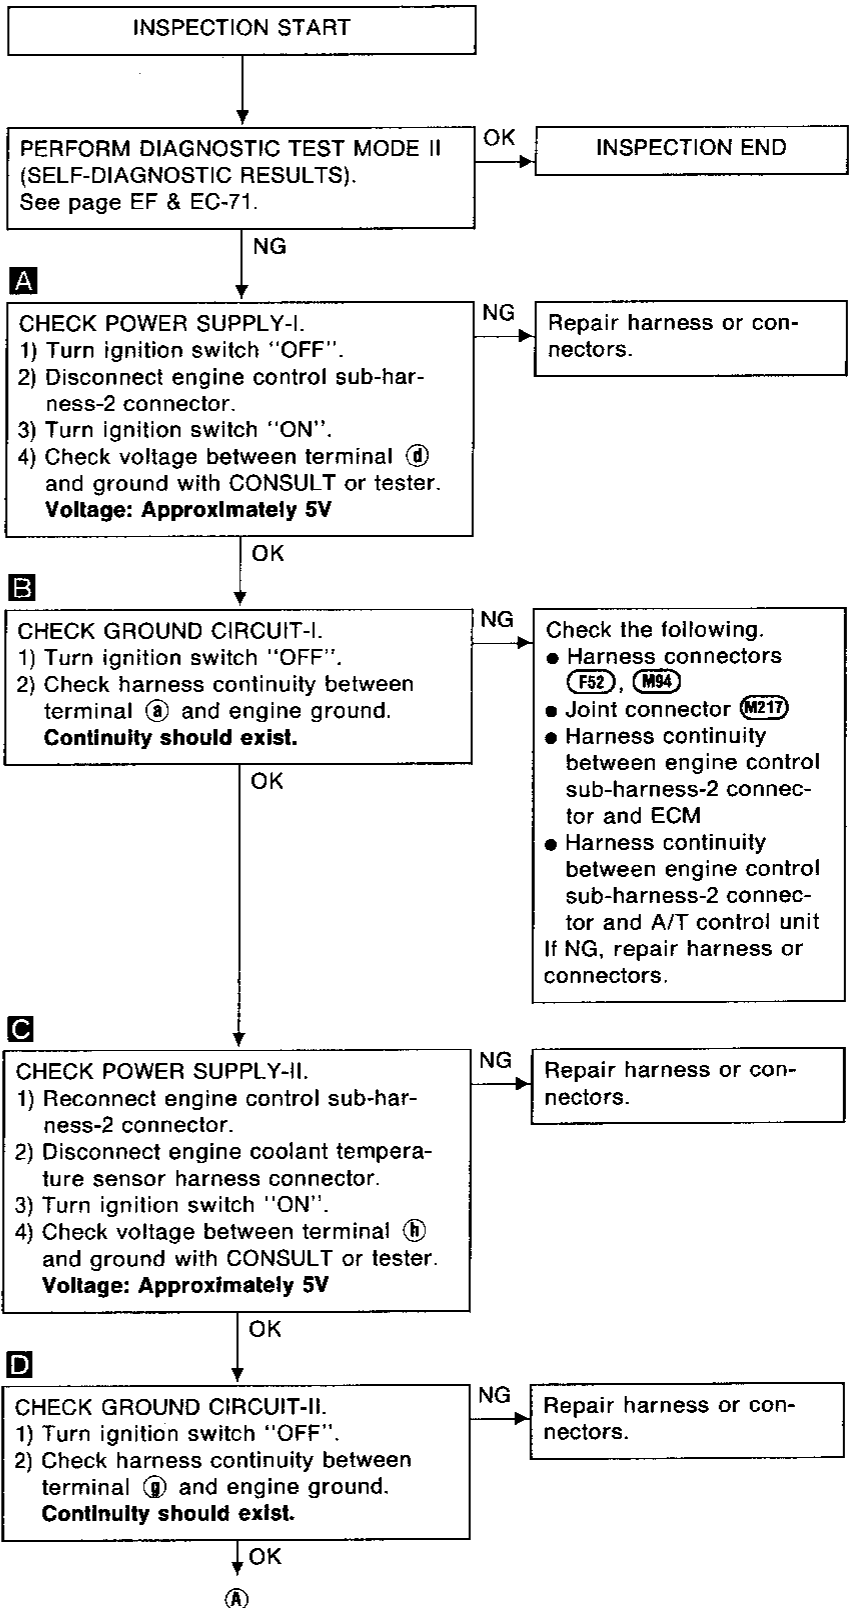 INSPECTION START
PERFORM DIAGNOSTIC TEST MODE II
(SELF-DIAGNOSTIC RESULTS).
See page EF & EC-71.
OK
INSPECTION END
NG
A
CHECK POWER SUPPLY-I.
1) Turn ignition switch "OFF".
2) Disconnect engine control sub-har-
ness-2 connector.
3) Turn ignition switch "ON".
4) Check voltage between terminal ⓓ
and ground with CONSULT or tester.
Voltage: Approximately 5V
NG
Repair harness or con-
nectors.
OK
B
CHECK GROUND CIRCUIT-I.
1) Turn ignition switch "OFF".
2) Check harness continuity between
terminal ⓐ and engine ground.
Continuity should exist.
NG
Check the following.
● Harness connectors
F52, M94
● Joint connector M217
● Harness continuity
between engine control
sub-harness-2 connec-
tor and ECM
● Harness continuity
between engine control
sub-harness-2 connec-
tor and A/T control unit
If NG, repair harness or
connectors.
OK
C
CHECK POWER SUPPLY-II.
1) Reconnect engine control sub-har-
ness-2 connector.
2) Disconnect engine coolant tempera-
ture sensor harness connector.
3) Turn ignition switch "ON".
4) Check voltage between terminal ⓗ
and ground with CONSULT or tester.
Voltage: Approximately 5V
NG
Repair harness or con-
nectors.
OK
D
CHECK GROUND CIRCUIT-II.
1) Turn ignition switch "OFF".
2) Check harness continuity between
terminal ⓖ and engine ground.
Continuity should exist.
NG
Repair harness or con-
nectors.
OK
Ⓐ